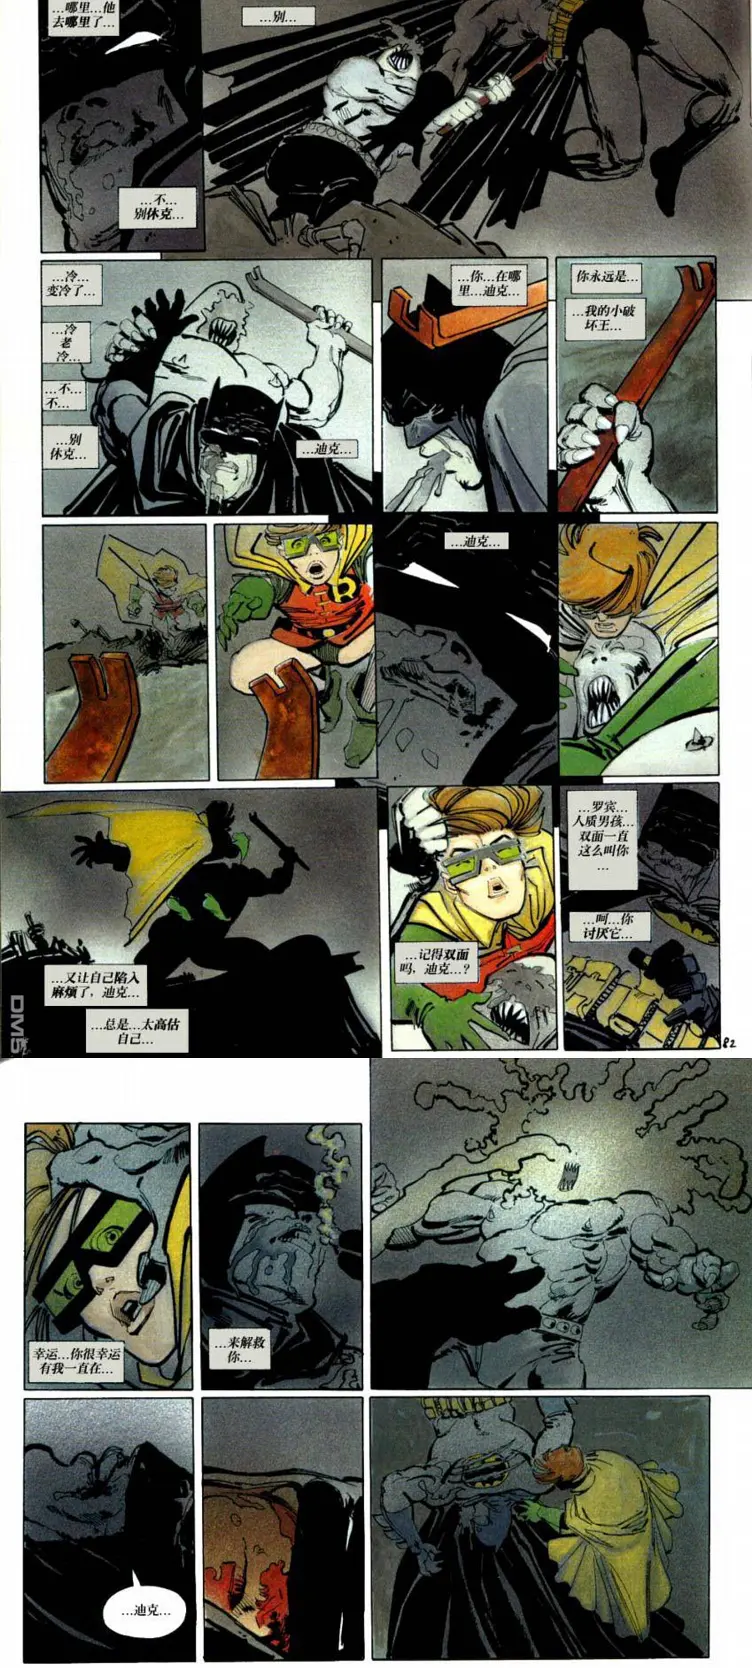 …哪里…他
去哪里了…
…不…
别休克…
…别…
…冷…
变冷了…
…冷
老
冷…
…不…
不…
…别
休克…
…迪克…
…你…在哪
里…迪克…
你永远是…
…我的小破
坏王…
R
…迪克…
…又让自己陷入
麻烦了，迪克…
…总是…太高估
自己…
…记得双面
吗，迪克…？
…罗宾…
人质男孩…
双面一直
这么叫你
…
…呵…你
讨厌它…
DM5
82
幸运…你很幸运
有我一直在…
…来解救
你…
…迪克…